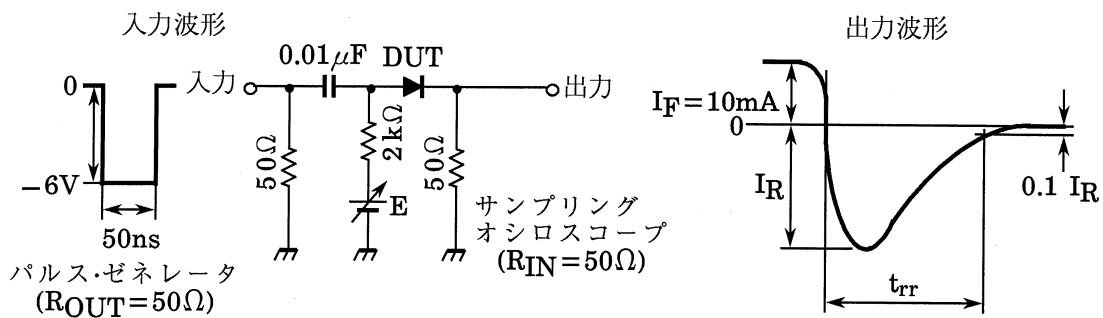 入力波形
0
−6V
50ns
パルス・ゼネレータ
(ROUT=50Ω)
入力
0.01μF
DUT
出力
50Ω
2kΩ
E
50Ω
サンプリング
オシロスコープ
(RIN=50Ω)
出力波形
IF=10mA
0
IR
0.1 IR
trr